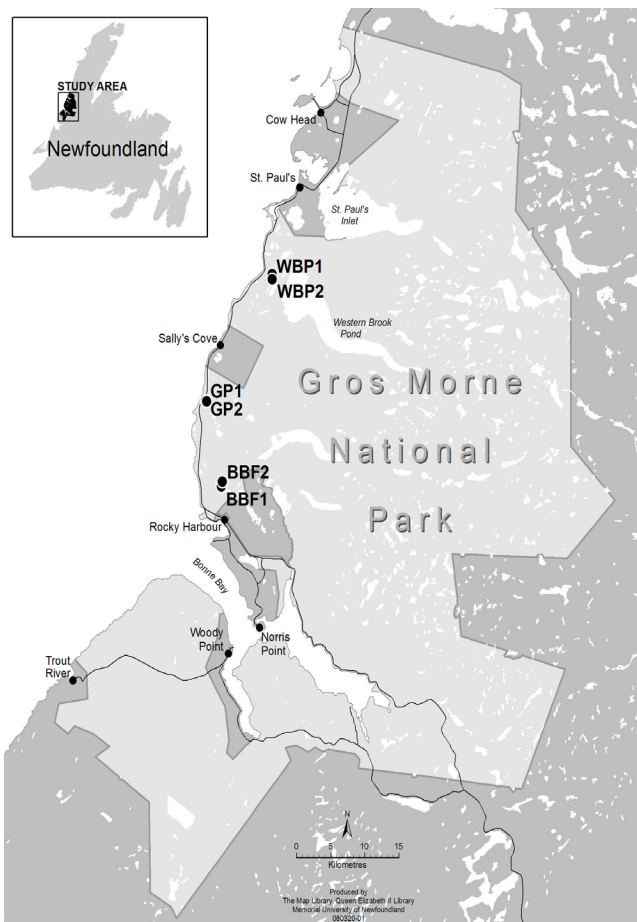 STUDY AREA
Newfoundland
Cow Head
St. Paul's
St. Paul's
Inlet
WBP1
WBP2
Western Brook
Pond
Sally's Cove
Gros Morne
National
Park
GP1
GP2
BBF2
BBF1
Rocky Harbour
Bonne Bay
Woody
Point
Norris
Point
Trout
River
N
0 5 10 15
Kilometres
Produced by
The Map Library, Queen Elizabeth II Library
Memorial University of Newfoundland
080320-01